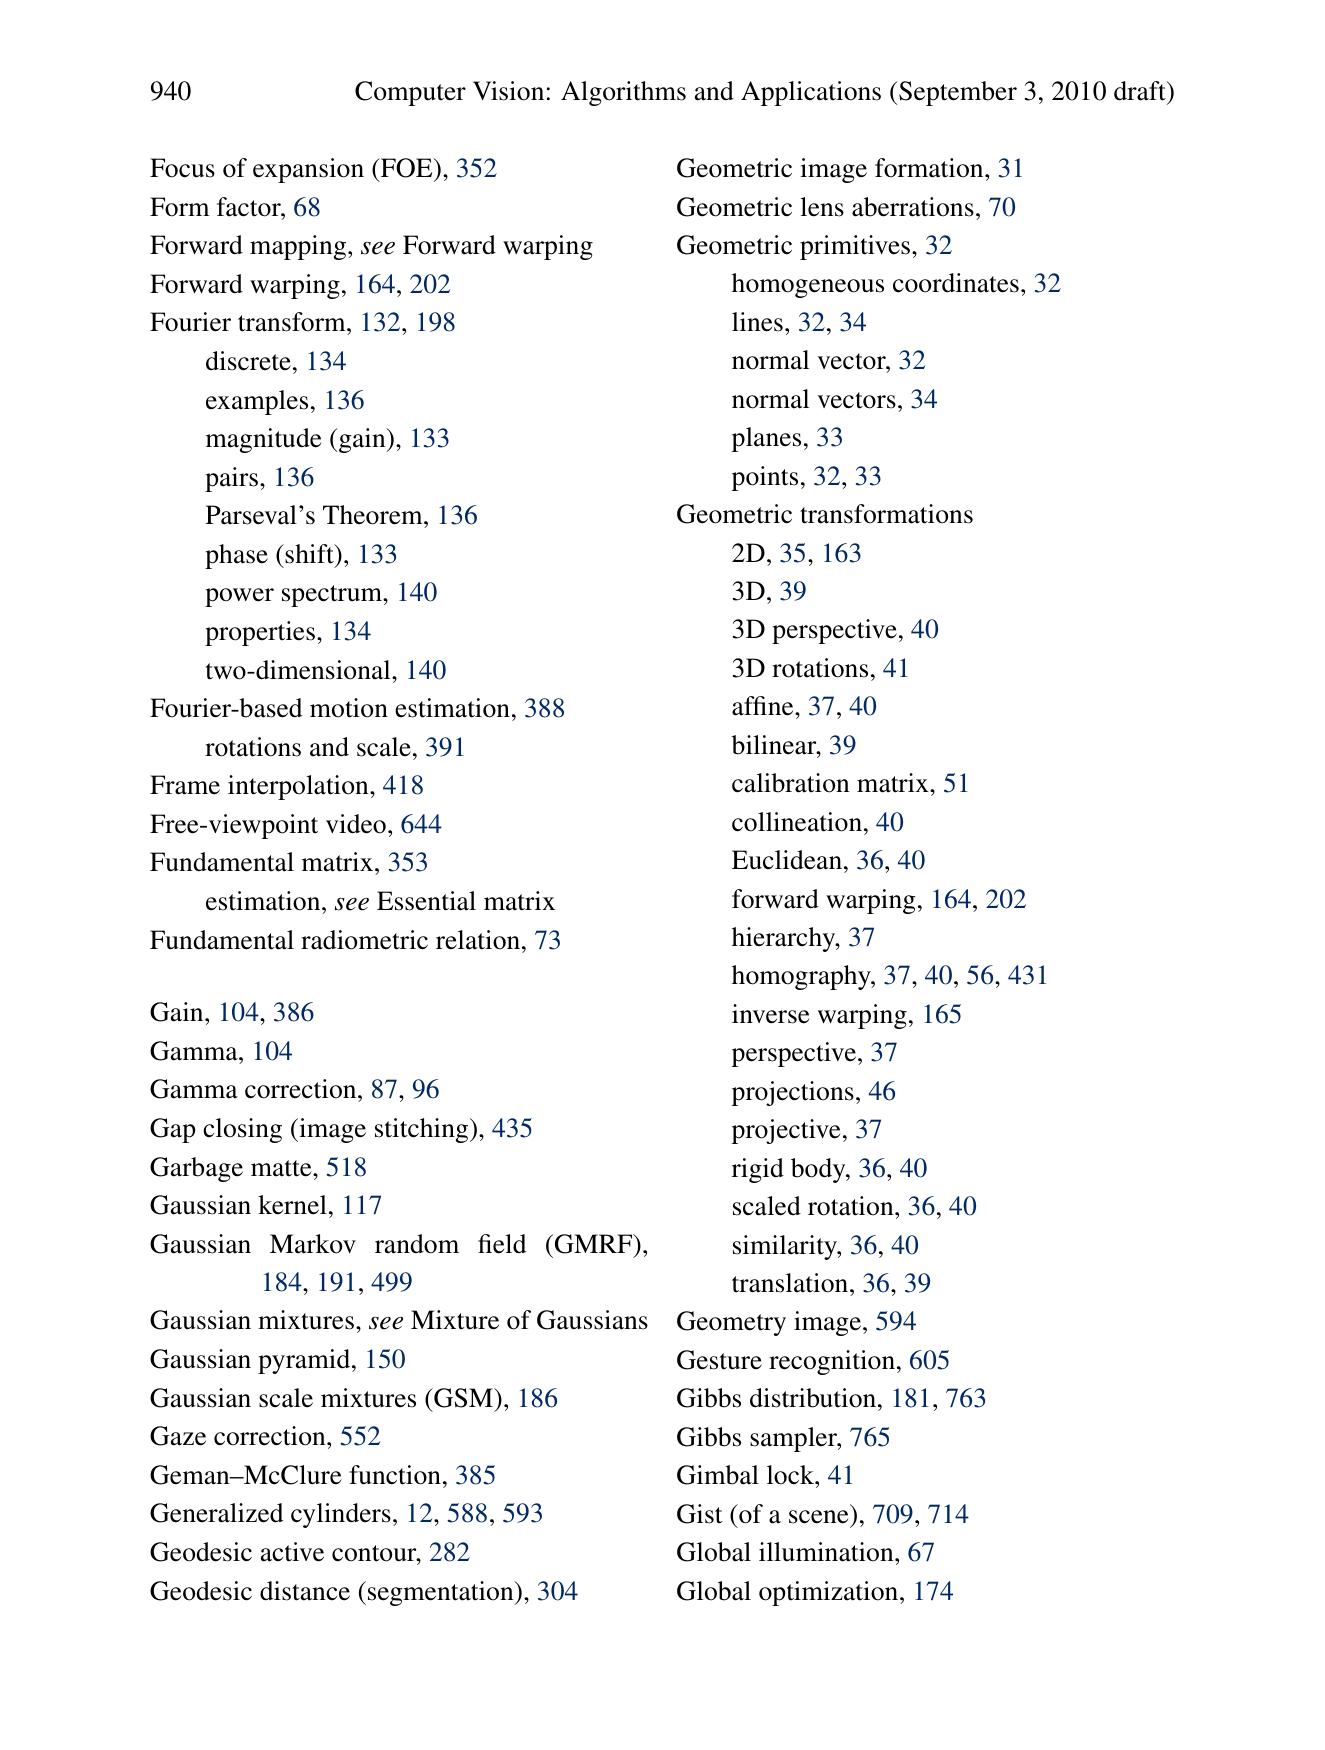 940 Computer Vision: Algorithms and Applications (September 3, 2010 draft)
Focus of expansion (FOE), 352
Form factor, 68
Forward mapping, see Forward warping
Forward warping, 164, 202
Fourier transform, 132, 198
discrete, 134
examples, 136
magnitude (gain), 133
pairs, 136
Parseval’s Theorem, 136
phase (shift), 133
power spectrum, 140
properties, 134
two-dimensional, 140
Fourier-based motion estimation, 388
rotations and scale, 391
Frame interpolation, 418
Free-viewpoint video, 644
Fundamental matrix, 353
estimation, see Essential matrix
Fundamental radiometric relation, 73
Gain, 104, 386
Gamma, 104
Gamma correction, 87, 96
Gap closing (image stitching), 435
Garbage matte, 518
Gaussian kernel, 117
Gaussian Markov random field (GMRF),
184, 191, 499
Gaussian mixtures, see Mixture of Gaussians
Gaussian pyramid, 150
Gaussian scale mixtures (GSM), 186
Gaze correction, 552
Geman–McClure function, 385
Generalized cylinders, 12, 588, 593
Geodesic active contour, 282
Geodesic distance (segmentation), 304
Geometric image formation, 31
Geometric lens aberrations, 70
Geometric primitives, 32
homogeneous coordinates, 32
lines, 32, 34
normal vector, 32
normal vectors, 34
planes, 33
points, 32, 33
Geometric transformations
2D, 35, 163
3D, 39
3D perspective, 40
3D rotations, 41
affine, 37, 40
bilinear, 39
calibration matrix, 51
collineation, 40
Euclidean, 36, 40
forward warping, 164, 202
hierarchy, 37
homography, 37, 40, 56, 431
inverse warping, 165
perspective, 37
projections, 46
projective, 37
rigid body, 36, 40
scaled rotation, 36, 40
similarity, 36, 40
translation, 36, 39
Geometry image, 594
Gesture recognition, 605
Gibbs distribution, 181, 763
Gibbs sampler, 765
Gimbal lock, 41
Gist (of a scene), 709, 714
Global illumination, 67
Global optimization, 174